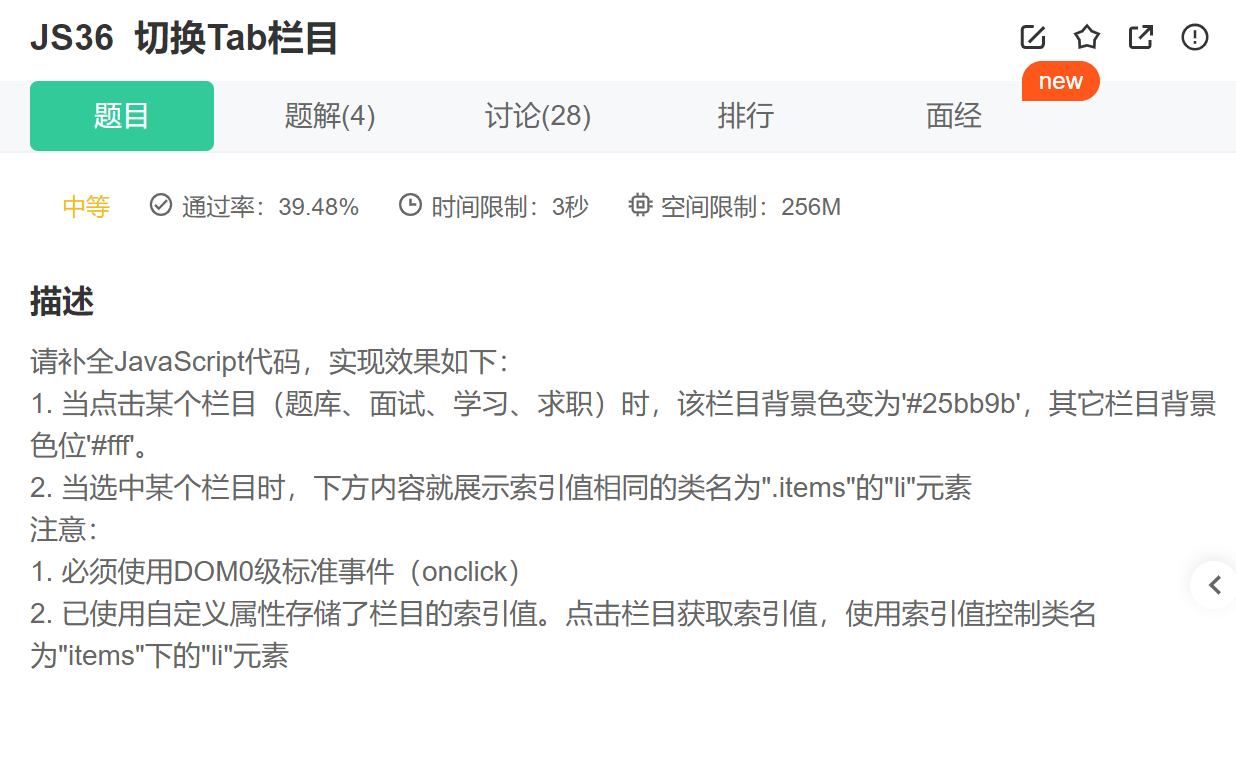 JS36 切换Tab栏目
new
题目 题解(4) 讨论(28) 排行 面经
中等 通过率：39.48% 时间限制：3秒 空间限制：256M
描述
请补全JavaScript代码，实现效果如下：
1. 当点击某个栏目（题库、面试、学习、求职）时，该栏目背景色变为'#25bb9b'，其它栏目背景
色位'#fff'。
2. 当选中某个栏目时，下方内容就展示索引值相同的类名为".items"的"li"元素
注意：
1. 必须使用DOM0级标准事件（onclick）
2. 已使用自定义属性存储了栏目的索引值。点击栏目获取索引值，使用索引值控制类名
为"items"下的"li"元素